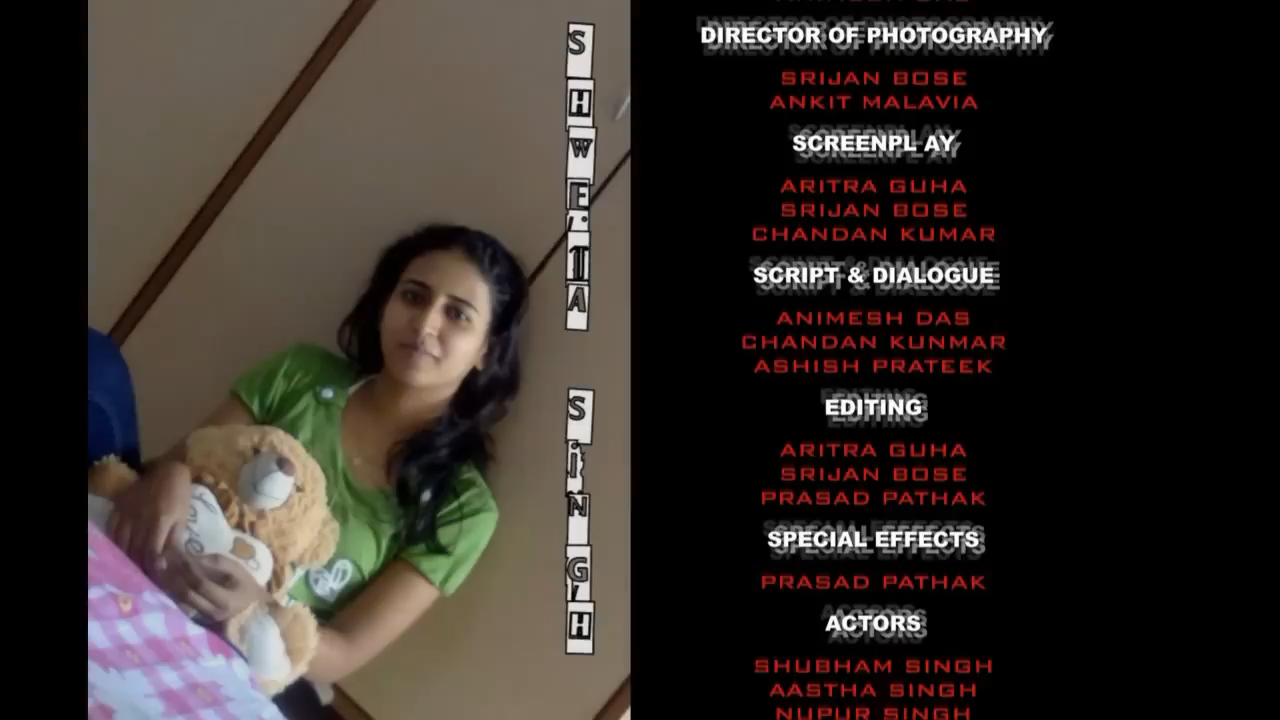 SHWETA SINGH
DIRECTOR OF PHOTOGRAPHY
SRIJAN BOSE
ANKIT MALAVIA
SCREENPL AY
ARITRA GUHA
SRIJAN BOSE
CHANDAN KUMAR
SCRIPT & DIALOGUE
ANIMESH DAS
CHANDAN KUNMAR
ASHISH PRATEEK
EDITING
ARITRA GUHA
SRIJAN BOSE
PRASAD PATHAK
SPECIAL EFFECTS
PRASAD PATHAK
ACTORS
SHUBHAM SINGH
AASTHA SINGH
NUPUR SINGH